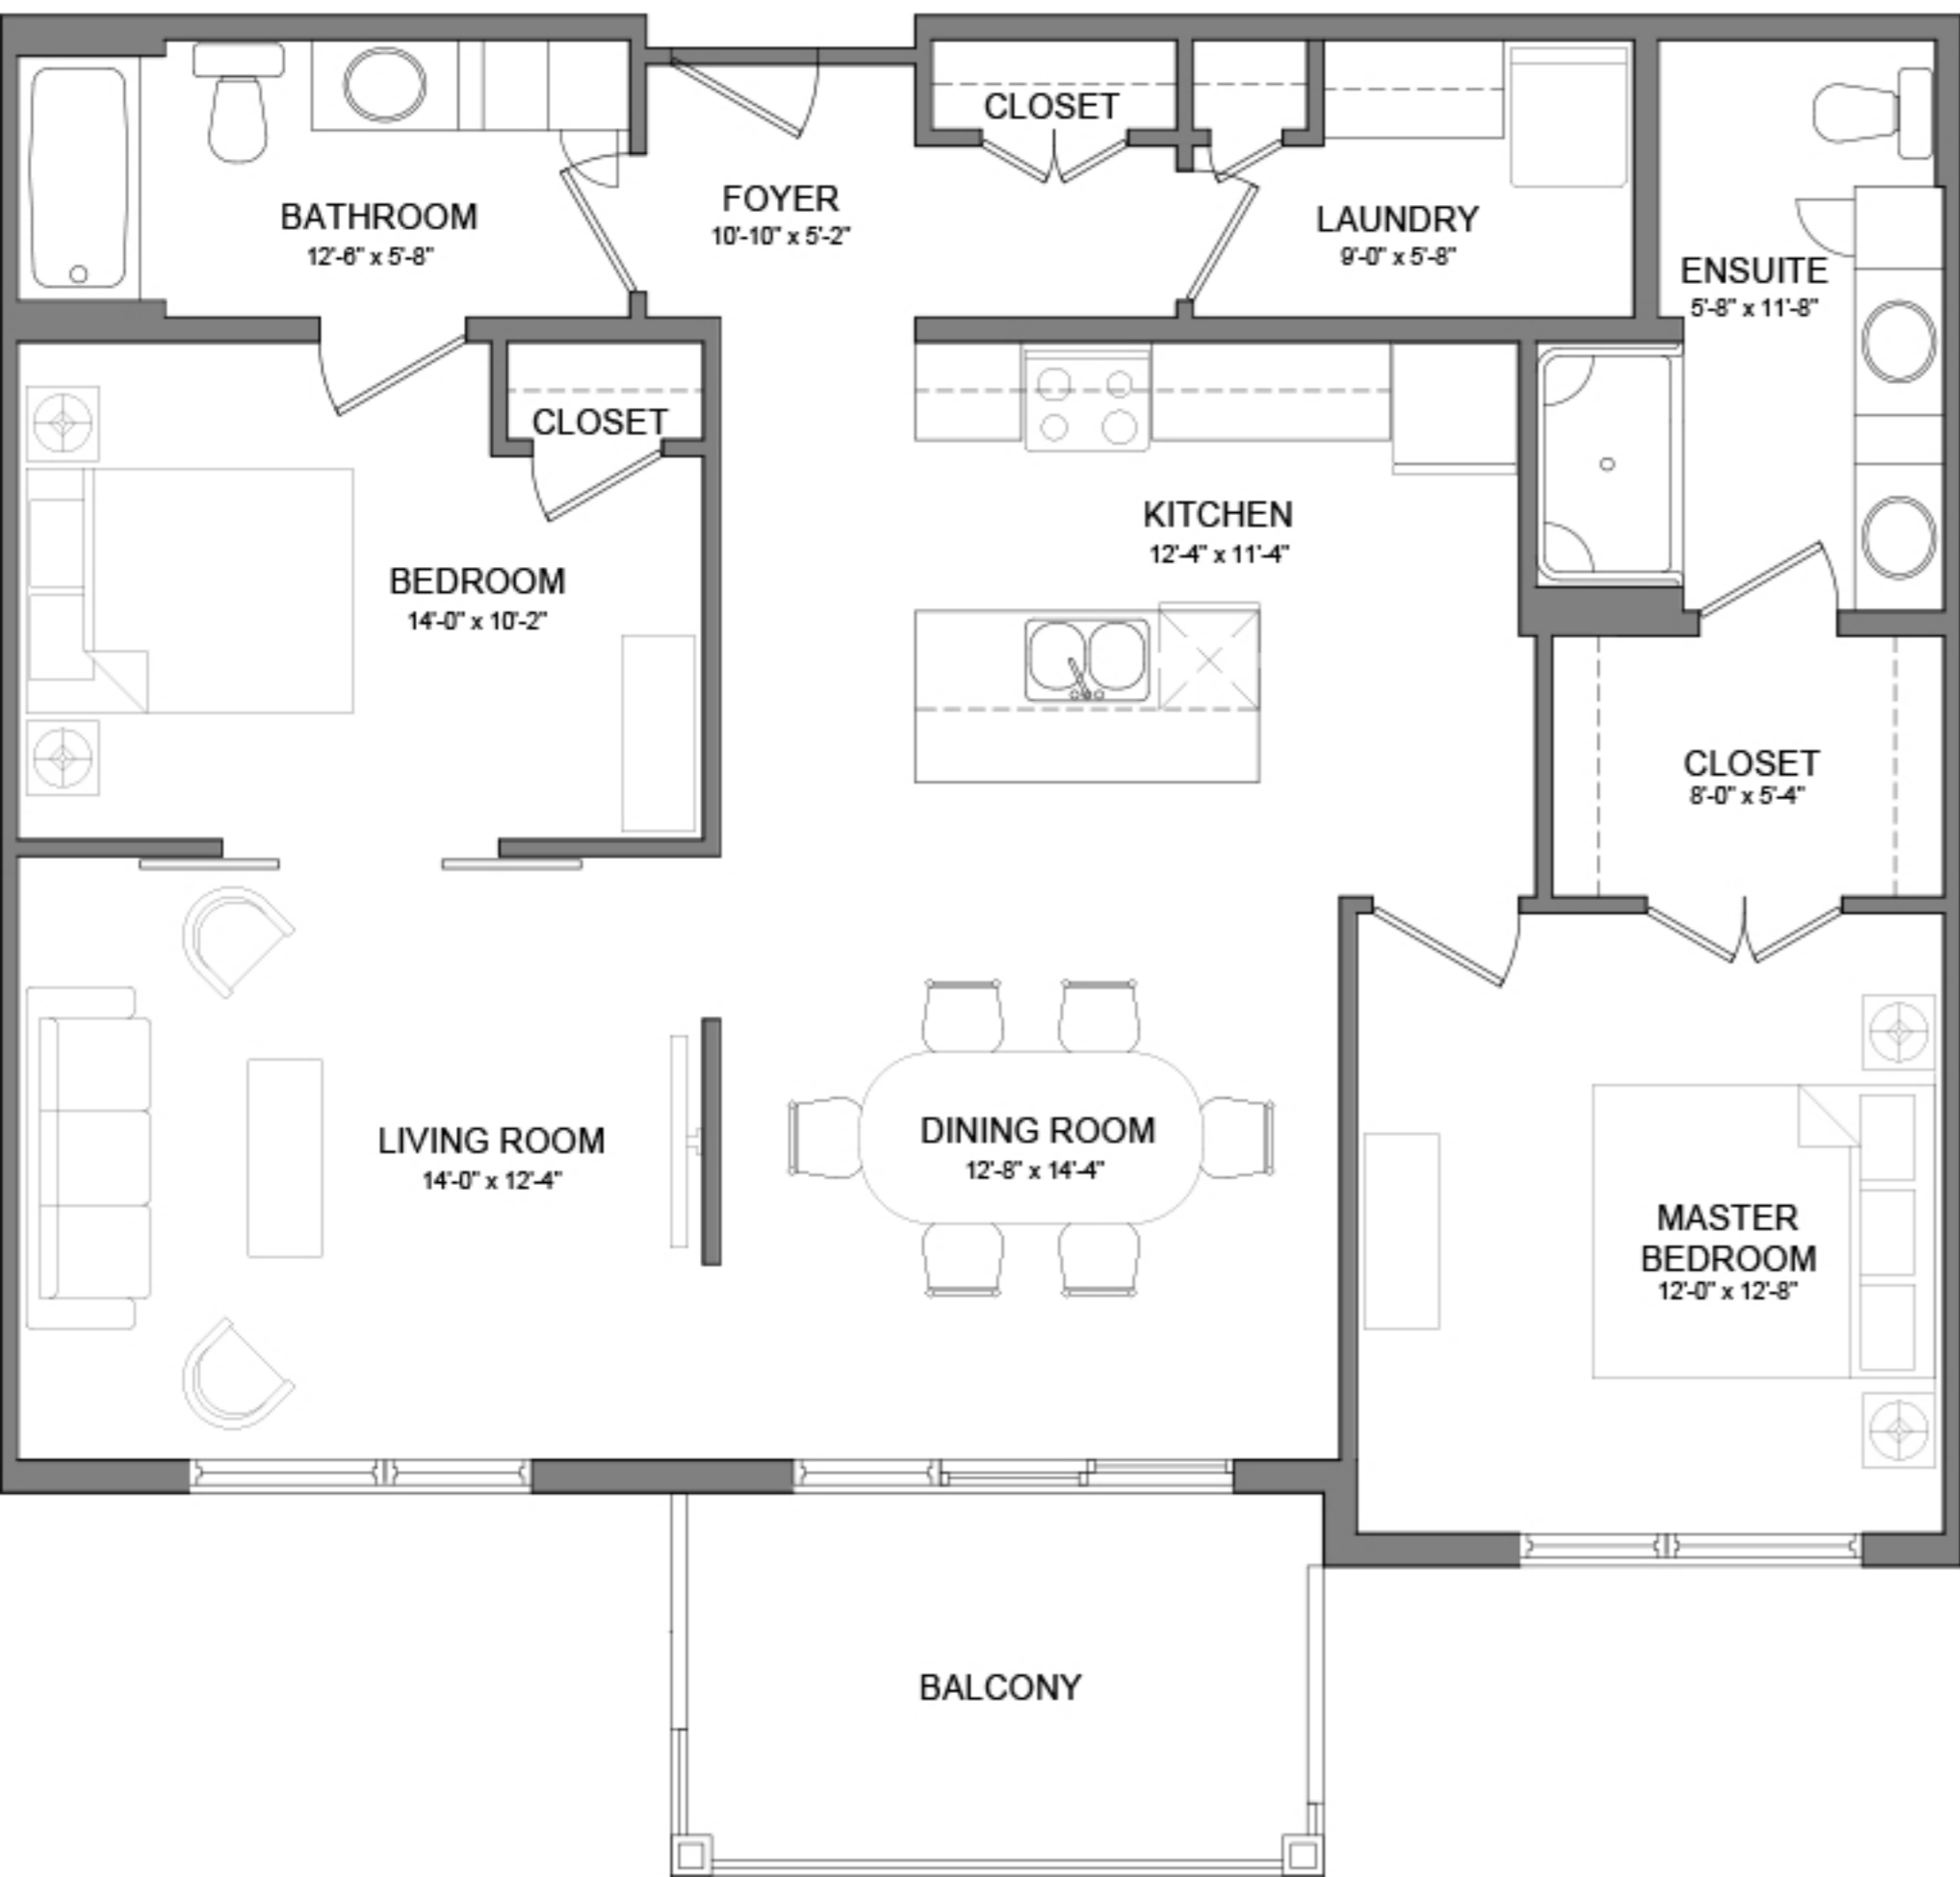 CLOSET
FOYER
10'-10" x 5'-2"
BATHROOM
12'-6" x 5'-8"
LAUNDRY
9'-0" x 5'-8"
ENSUITE
5'-8" x 11'-8"
CLOSET
KITCHEN
12'-4" x 11'-4"
BEDROOM
14'-0" x 10'-2"
CLOSET
8'-0" x 5'-4"
LIVING ROOM
14'-0" x 12'-4"
DINING ROOM
12'-8" x 14'-4"
MASTER
BEDROOM
12'-0" x 12'-8"
BALCONY